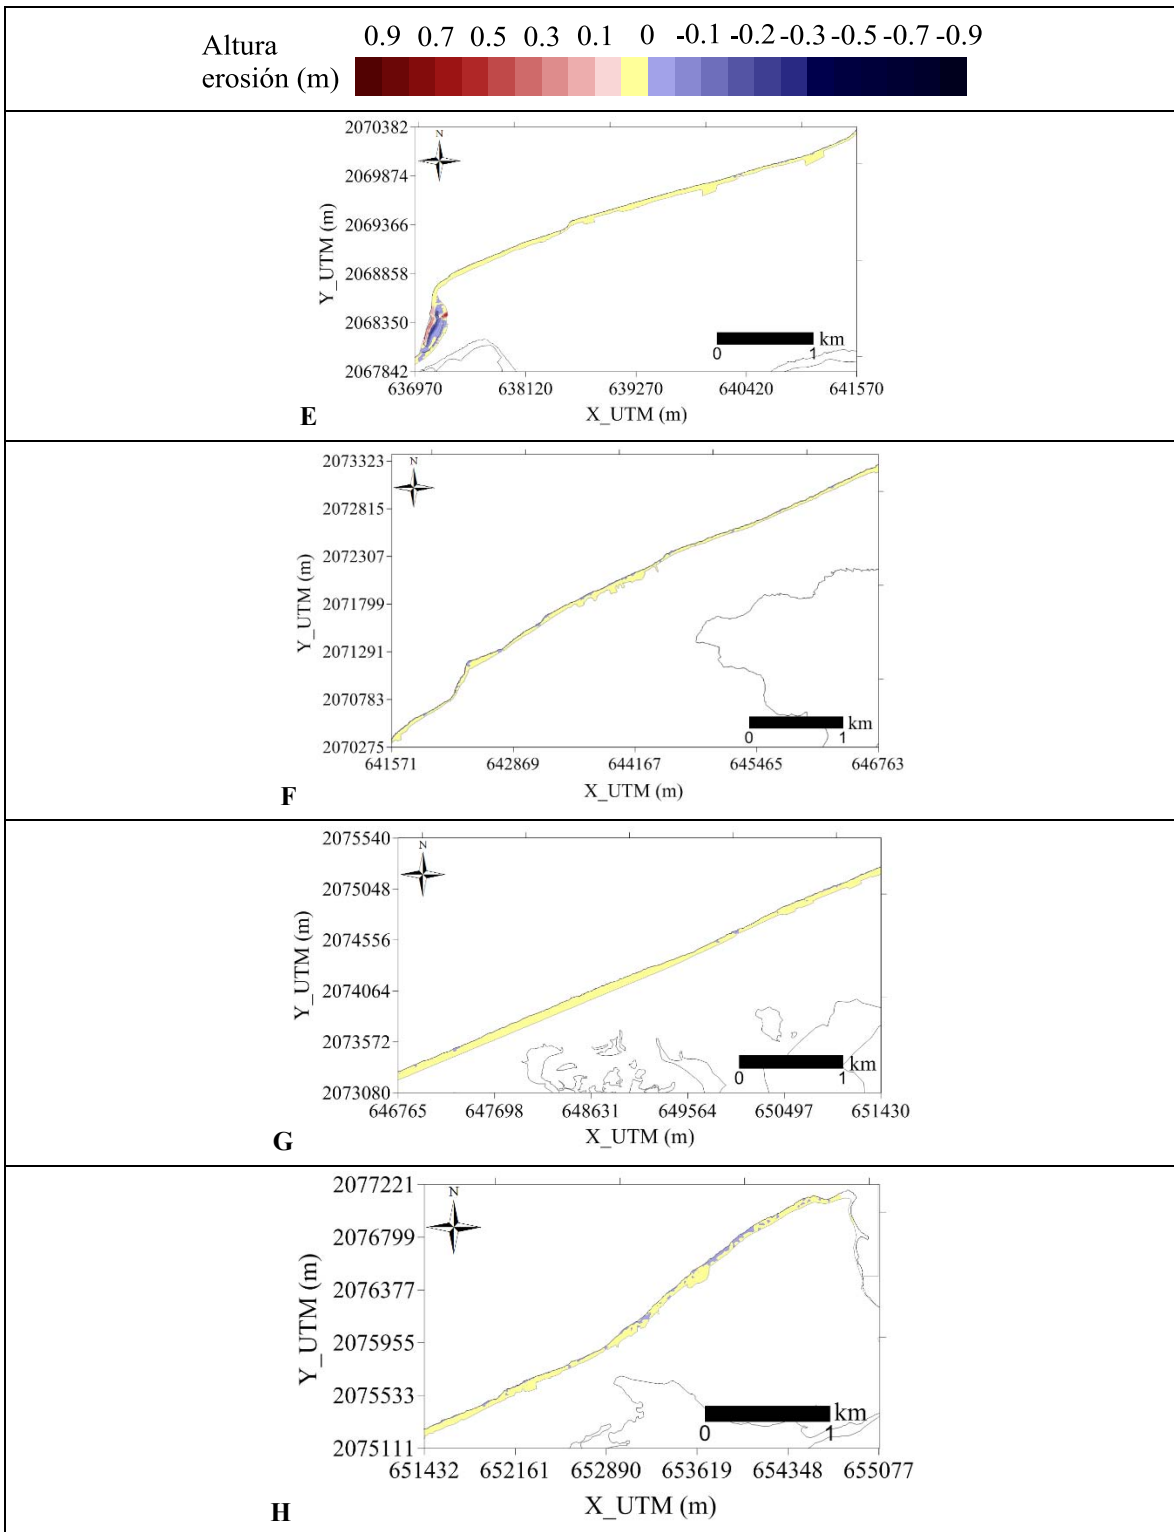 Altura 0.9 0.7 0.5 0.3 0.1 0 -0.1 -0.2 -0.3 -0.5 -0.7 -0.9
erosión (m)
2070382
N
2069874
2069366
2068858
2068350
2067842
Y_UTM (m)
km
0 1
636970 638120 639270 640420 641570
X_UTM (m)
E
2073323
N
2072815
2072307
2071799
2071291
2070783
2070275
Y_UTM (m)
km
0 1
641571 642869 644167 645465 646763
X_UTM (m)
F
2075540
N
2075048
2074556
2074064
2073572
2073080
Y_UTM (m)
km
0 1
646765 647698 648631 649564 650497 651430
X_UTM (m)
G
2077221
N
2076799
2076377
2075955
2075533
2075111
Y_UTM (m)
km
0 1
651432 652161 652890 653619 654348 655077
X_UTM (m)
H